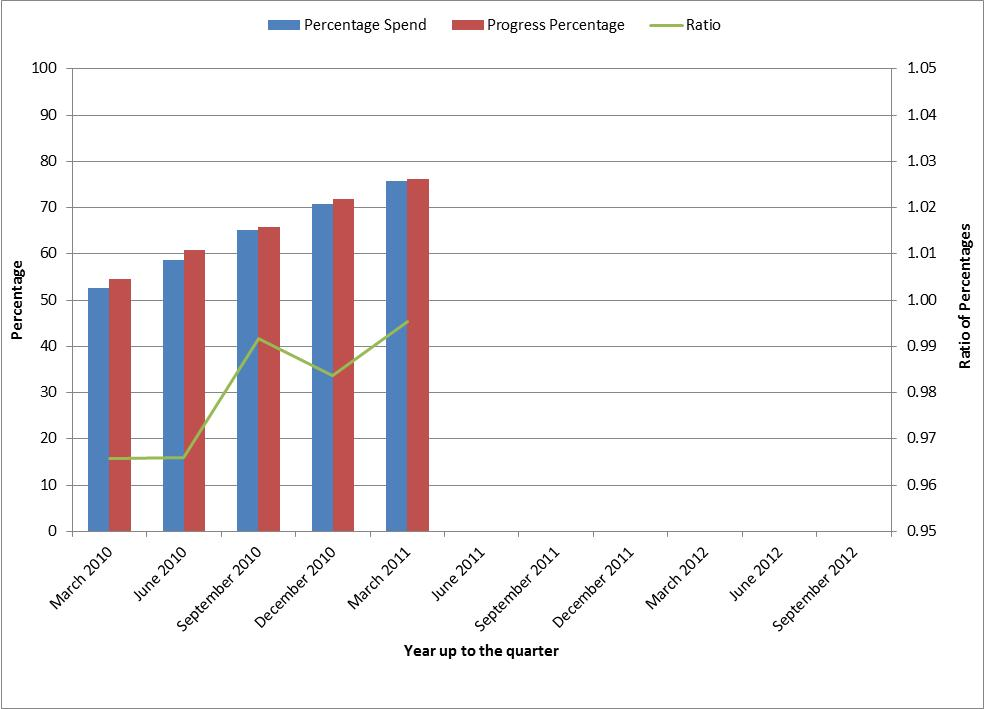 Percentage Spend Progress Percentage Ratio
100
90
80
70
60
50
40
30
20
10
0
Percentage
1.05
1.04
1.03
1.02
1.01
1.00
0.99
0.98
0.97
0.96
0.95
Ratio of Percentages
March 2010
June 2010
September 2010
December 2010
March 2011
June 2011
September 2011
December 2011
March 2012
June 2012
September 2012
Year up to the quarter